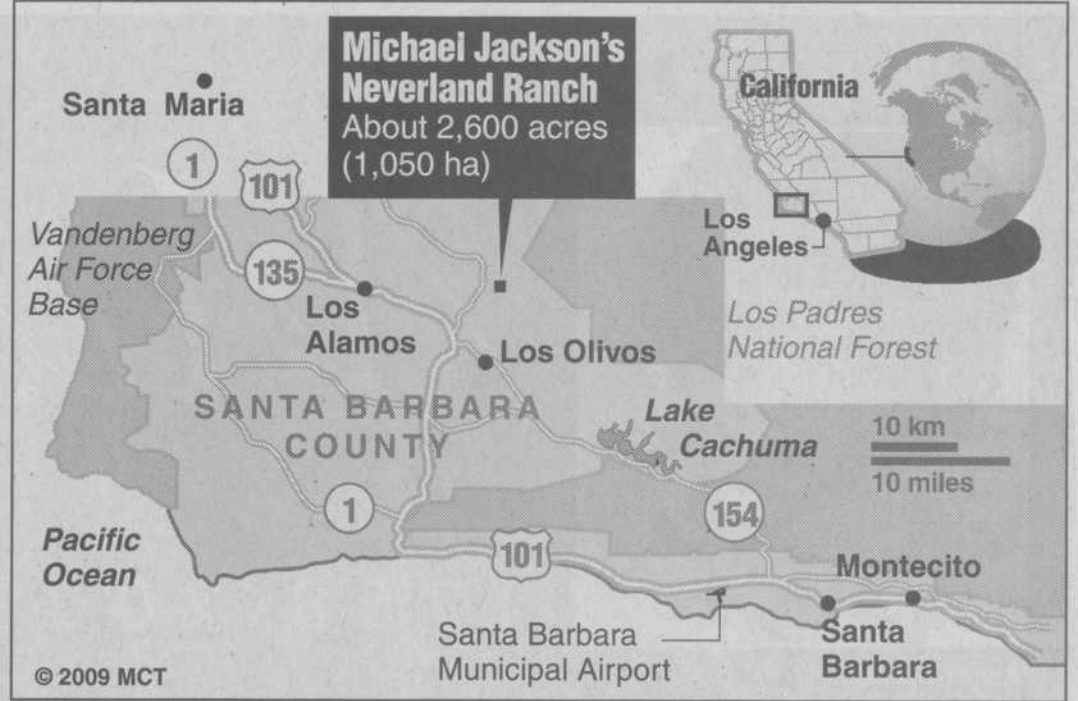 Michael Jackson's
Neverland Ranch
About 2,600 acres
(1,050 ha)
California
Los
Angeles
Santa Maria
1
101
135
Vandenberg
Air Force
Base
Los
Alamos
Los Olivos
Los Padres
National Forest
SANTA BARBARA
COUNTY
Lake
Cachuma
10 km
10 miles
1
154
101
Pacific
Ocean
Montecito
Santa Barbara
Municipal Airport
Santa
Barbara
© 2009 MCT